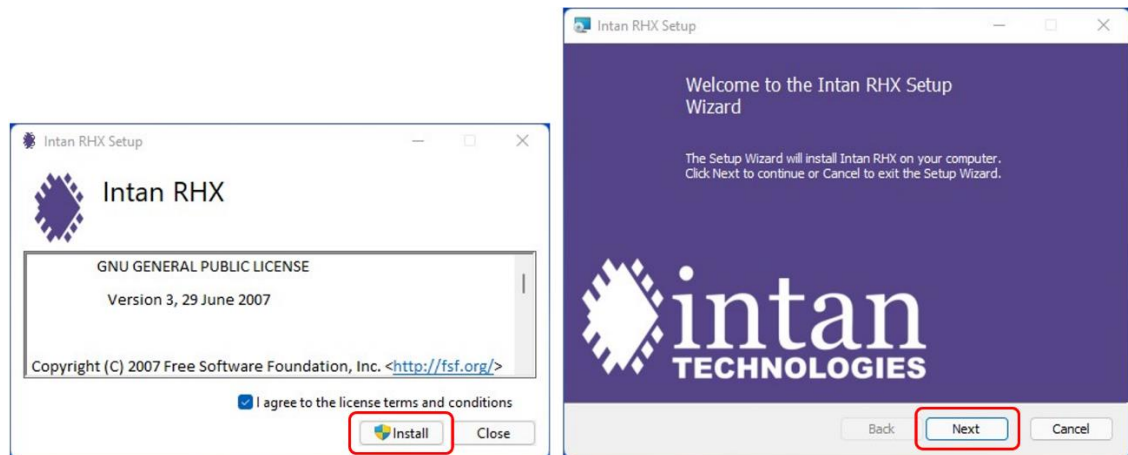 Intan RHX Setup
Intan RHX
GNU GENERAL PUBLIC LICENSE
Version 3, 29 June 2007
Copyright (C) 2007 Free Software Foundation, Inc. <http://fsf.org/>
I agree to the license terms and conditions
Install
Close
Intan RHX Setup
Welcome to the Intan RHX Setup
Wizard
The Setup Wizard will install Intan RHX on your computer.
Click Next to continue or Cancel to exit the Setup Wizard.
intan
TECHNOLOGIES
Back
Next
Cancel